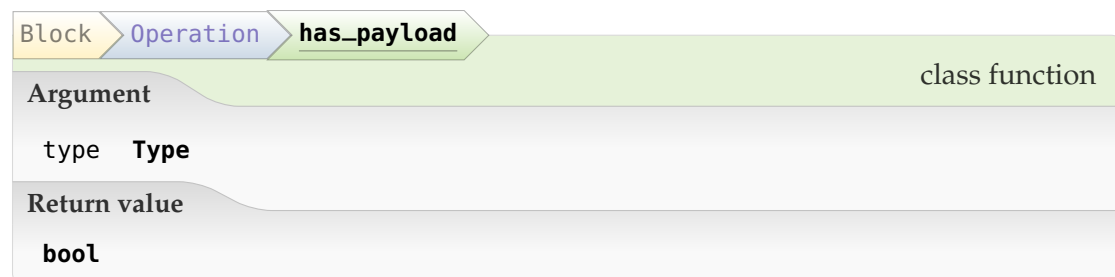 Block Operation has_payload
class function
Argument
type Type
Return value
bool